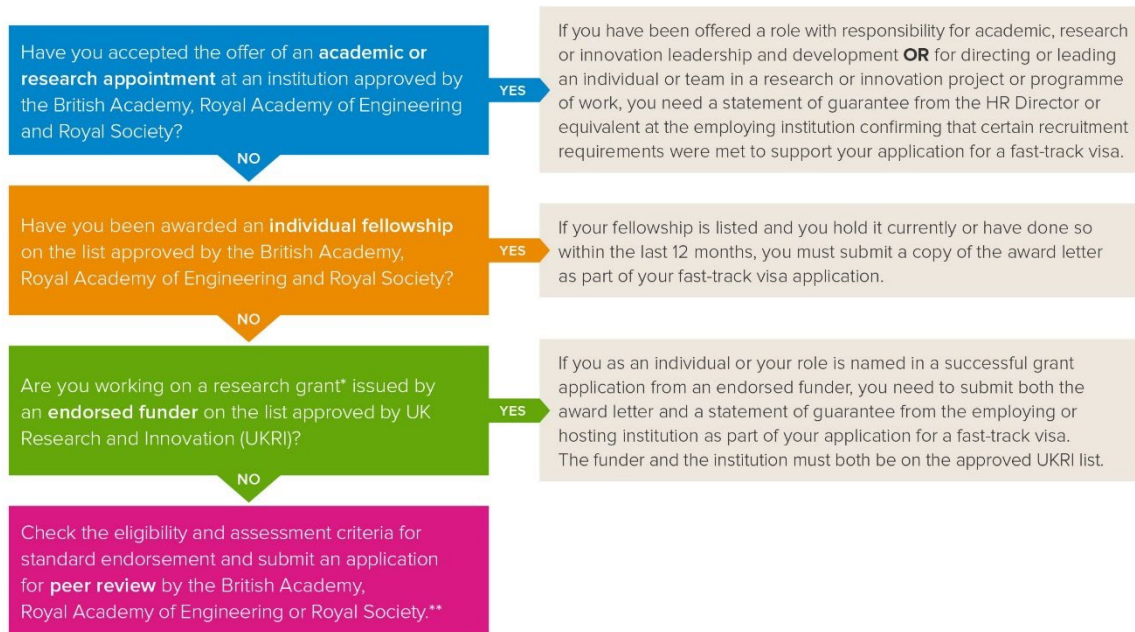 Have you accepted the offer of an academic or
research appointment at an institution approved by
the British Academy, Royal Academy of Engineering
and Royal Society?
YES
If you have been offered a role with responsibility for academic, research
or innovation leadership and development OR for directing or leading
an individual or team in a research or innovation project or programme
of work, you need a statement of guarantee from the HR Director or
equivalent at the employing institution confirming that certain recruitment
requirements were met to support your application for a fast-track visa.
NO
Have you been awarded an individual fellowship
on the list approved by the British Academy,
Royal Academy of Engineering and Royal Society?
YES
If your fellowship is listed and you hold it currently or have done so
within the last 12 months, you must submit a copy of the award letter
as part of your fast-track visa application.
NO
Are you working on a research grant* issued by
an endorsed funder on the list approved by UK
Research and Innovation (UKRI)?
YES
If you as an individual or your role is named in a successful grant
application from an endorsed funder, you need to submit both the
award letter and a statement of guarantee from the employing or
hosting institution as part of your application for a fast-track visa.
The funder and the institution must both be on the approved UKRI list.
NO
Check the eligibility and assessment criteria for
standard endorsement and submit an application
for peer review by the British Academy,
Royal Academy of Engineering or Royal Society.**